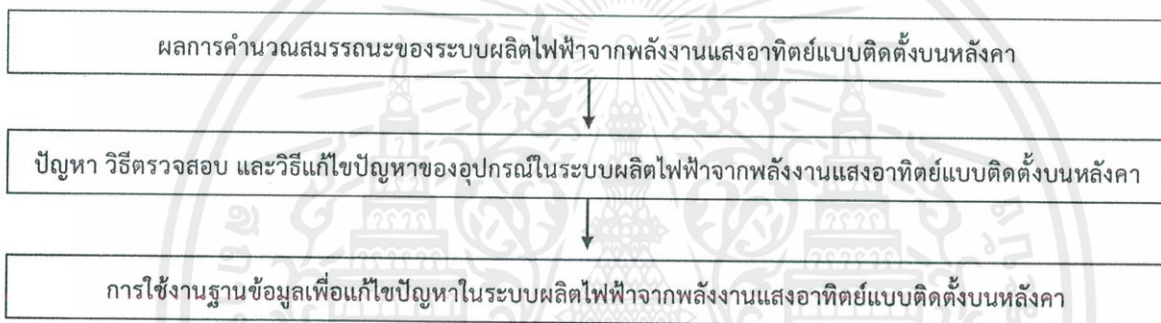 ผลการคำนวณสมรรถนะของระบบผลิตไฟฟ้าจากพลังงานแสงอาทิตย์แบบติดตั้งบนหลังคา
ปัญหา วิธีตรวจสอบ และวิธีแก้ไขปัญหาของอุปกรณ์ในระบบผลิตไฟฟ้าจากพลังงานแสงอาทิตย์แบบติดตั้งบนหลังคา
การใช้งานฐานข้อมูลเพื่อแก้ไขปัญหาในระบบผลิตไฟฟ้าจากพลังงานแสงอาทิตย์แบบติดตั้งบนหลังคา